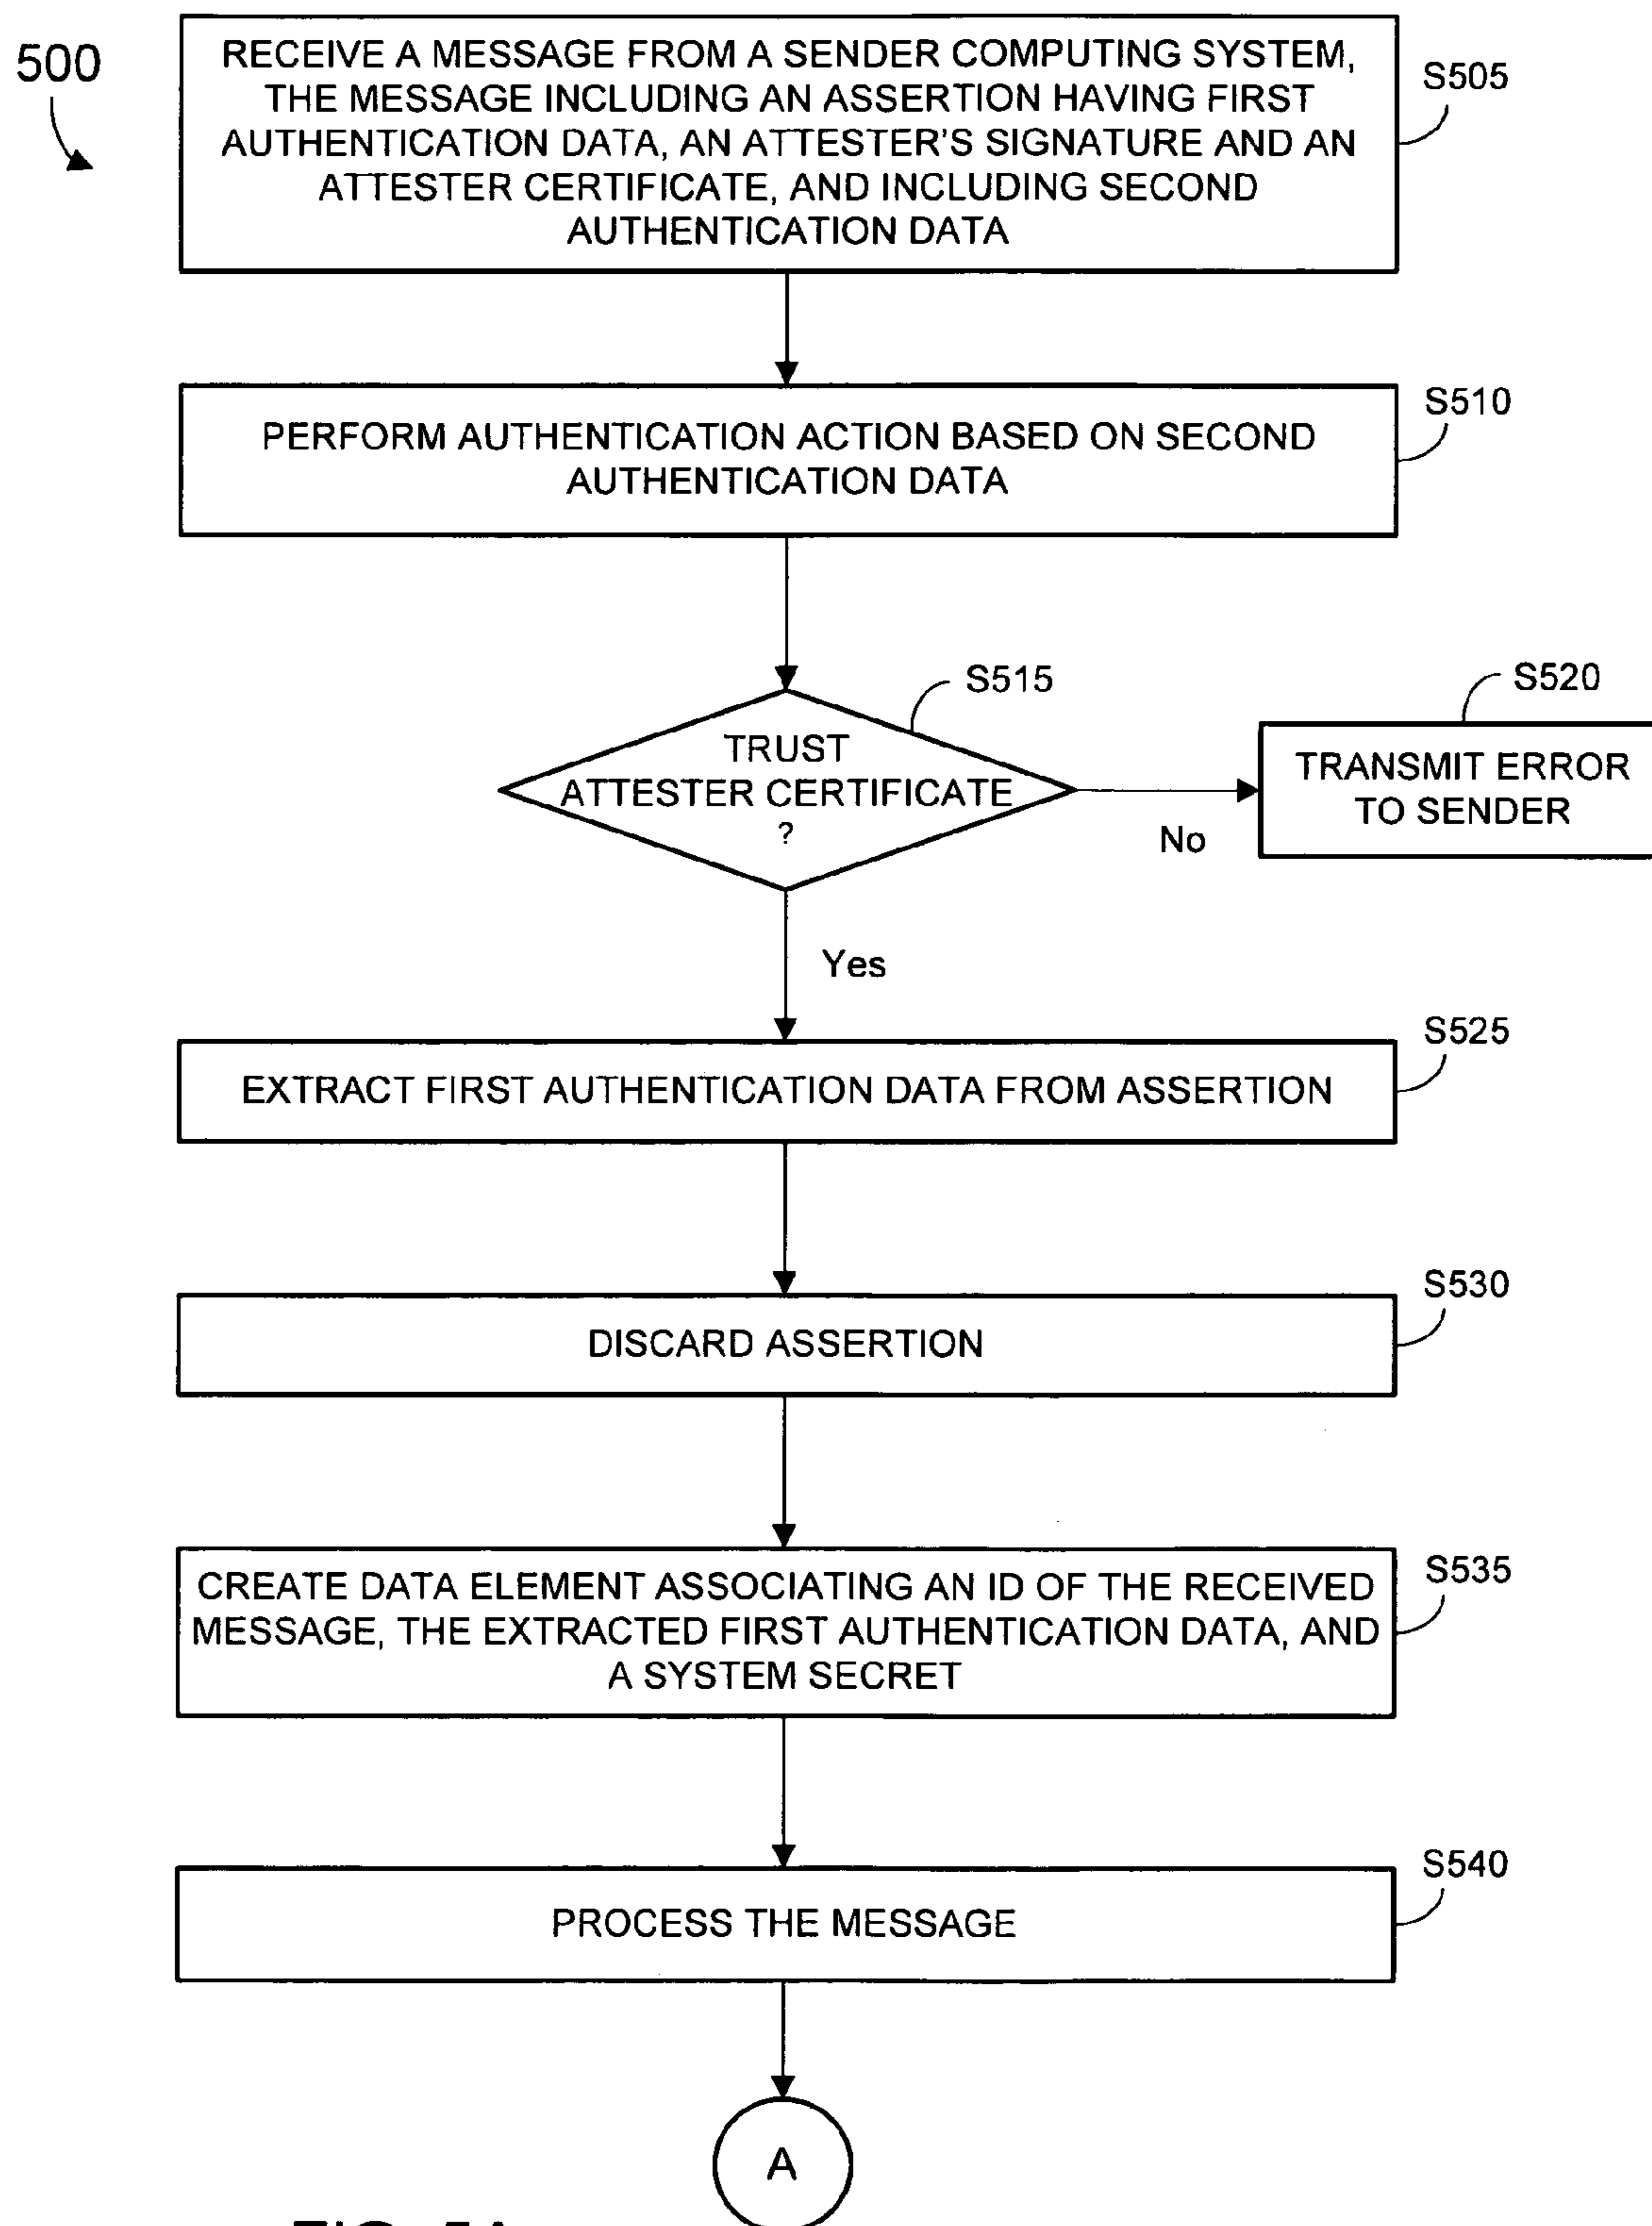 500
RECEIVE A MESSAGE FROM A SENDER COMPUTING SYSTEM,
THE MESSAGE INCLUDING AN ASSERTION HAVING FIRST
AUTHENTICATION DATA, AN ATTESTER'S SIGNATURE AND AN
ATTESTER CERTIFICATE, AND INCLUDING SECOND
AUTHENTICATION DATA
S505
PERFORM AUTHENTICATION ACTION BASED ON SECOND
AUTHENTICATION DATA
S510
TRUST
ATTESTER CERTIFICATE
?
S515
No
TRANSMIT ERROR
TO SENDER
S520
Yes
EXTRACT FIRST AUTHENTICATION DATA FROM ASSERTION
S525
DISCARD ASSERTION
S530
CREATE DATA ELEMENT ASSOCIATING AN ID OF THE RECEIVED
MESSAGE, THE EXTRACTED FIRST AUTHENTICATION DATA, AND
A SYSTEM SECRET
S535
PROCESS THE MESSAGE
S540
A